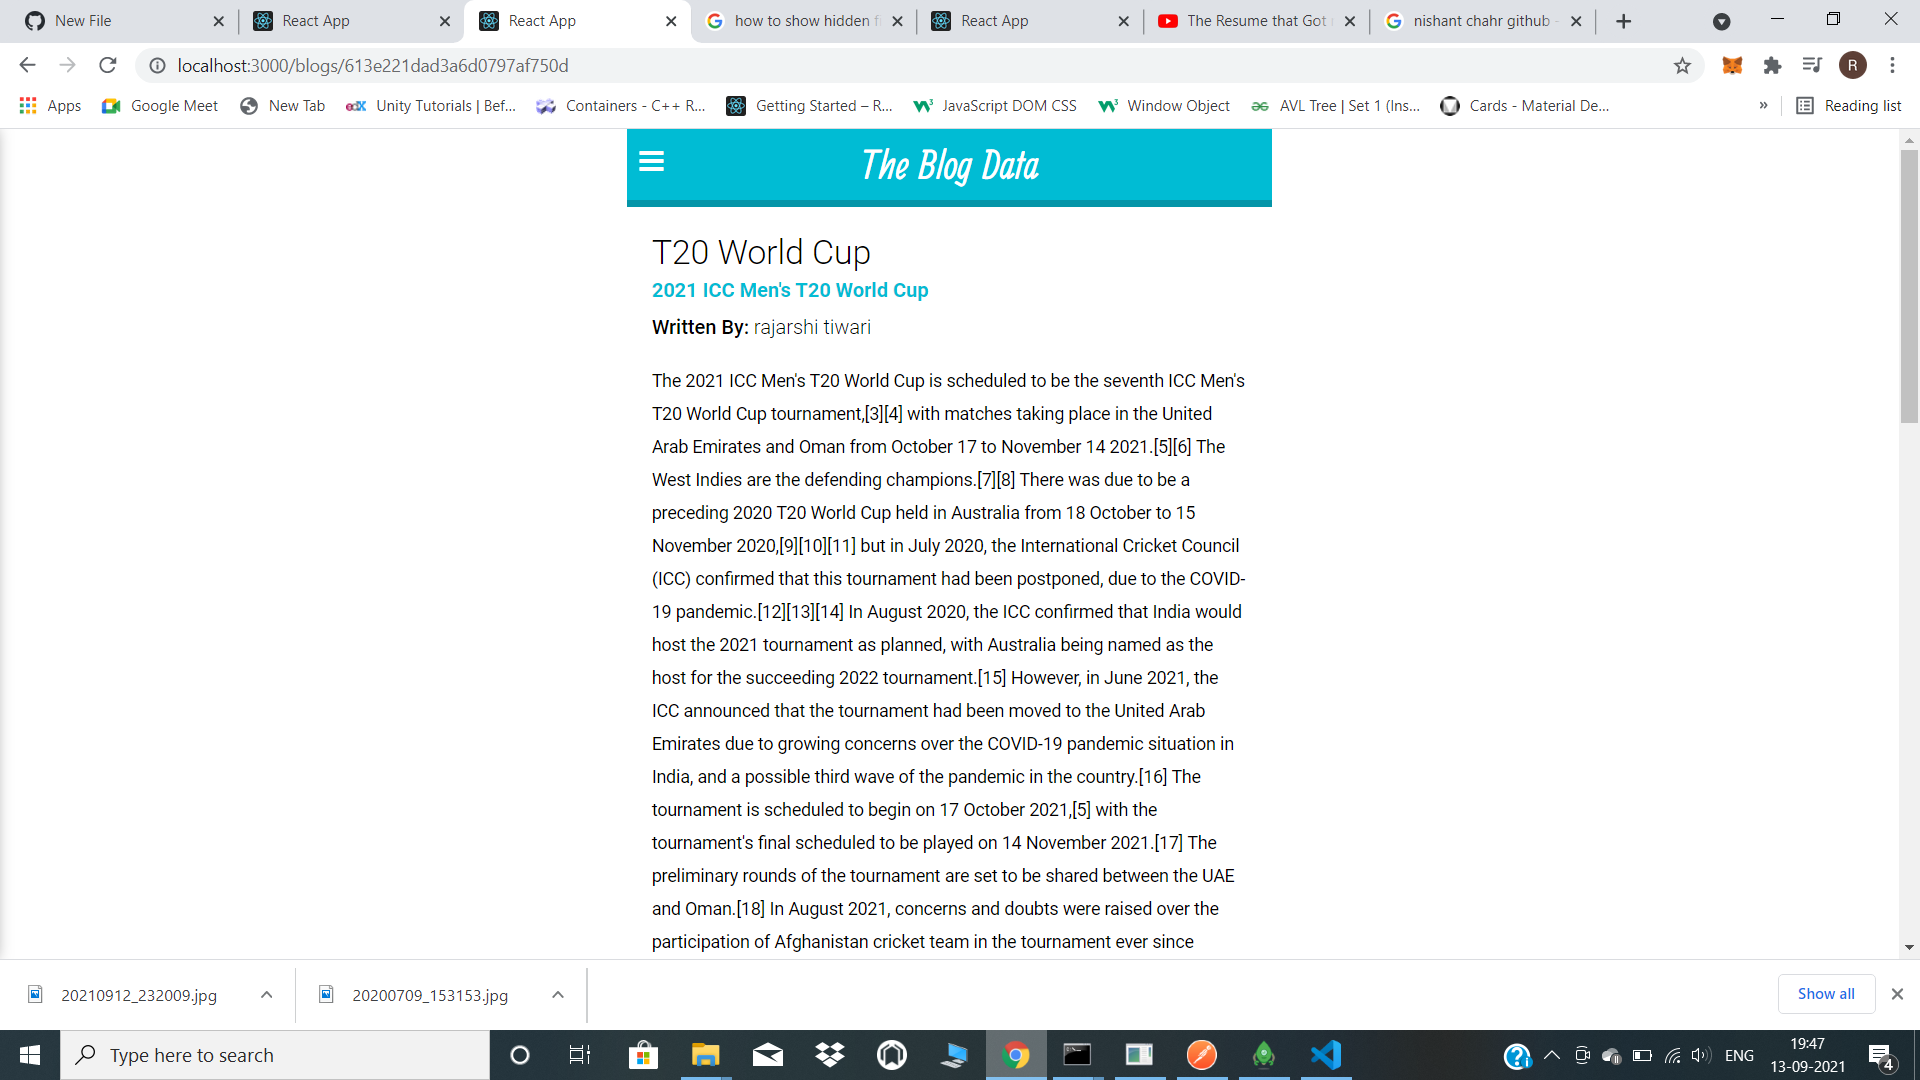 New File
React App
React App
how to show hidden f
React App
The Resume that Got
nishant chahr github
localhost:3000/blogs/613e221dad3a6d0797af750d
R
Apps
Google Meet
New Tab
edX
Unity Tutorials | Bef...
Containers - C++ R...
Getting Started – R...
JavaScript DOM CSS
Window Object
AVL Tree | Set 1 (Ins...
Cards - Material De...
»
Reading list
The Blog Data
T20 World Cup
2021 ICC Men's T20 World Cup
Written By: rajarshi tiwari
The 2021 ICC Men's T20 World Cup is scheduled to be the seventh ICC Men's
T20 World Cup tournament,[3][4] with matches taking place in the United
Arab Emirates and Oman from October 17 to November 14 2021.[5][6] The
West Indies are the defending champions.[7][8] There was due to be a
preceding 2020 T20 World Cup held in Australia from 18 October to 15
November 2020,[9][10][11] but in July 2020, the International Cricket Council
(ICC) confirmed that this tournament had been postponed, due to the COVID-
19 pandemic.[12][13][14] In August 2020, the ICC confirmed that India would
host the 2021 tournament as planned, with Australia being named as the
host for the succeeding 2022 tournament.[15] However, in June 2021, the
ICC announced that the tournament had been moved to the United Arab
Emirates due to growing concerns over the COVID-19 pandemic situation in
India, and a possible third wave of the pandemic in the country.[16] The
tournament is scheduled to begin on 17 October 2021,[5] with the
tournament's final scheduled to be played on 14 November 2021.[17] The
preliminary rounds of the tournament are set to be shared between the UAE
and Oman.[18] In August 2021, concerns and doubts were raised over the
participation of Afghanistan cricket team in the tournament ever since
20210912_232009.jpg
20200709_153153.jpg
Show all
Type here to search
ENG
19:47
13-09-2021
4